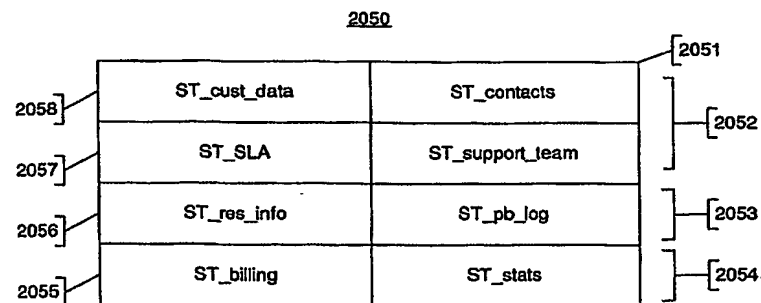 2050
2051
2058 ST_cust_data ST_contacts
2052
2057 ST_SLA ST_support_team
2056 ST_res_info ST_pb_log 2053
2055 ST_billing ST_stats 2054